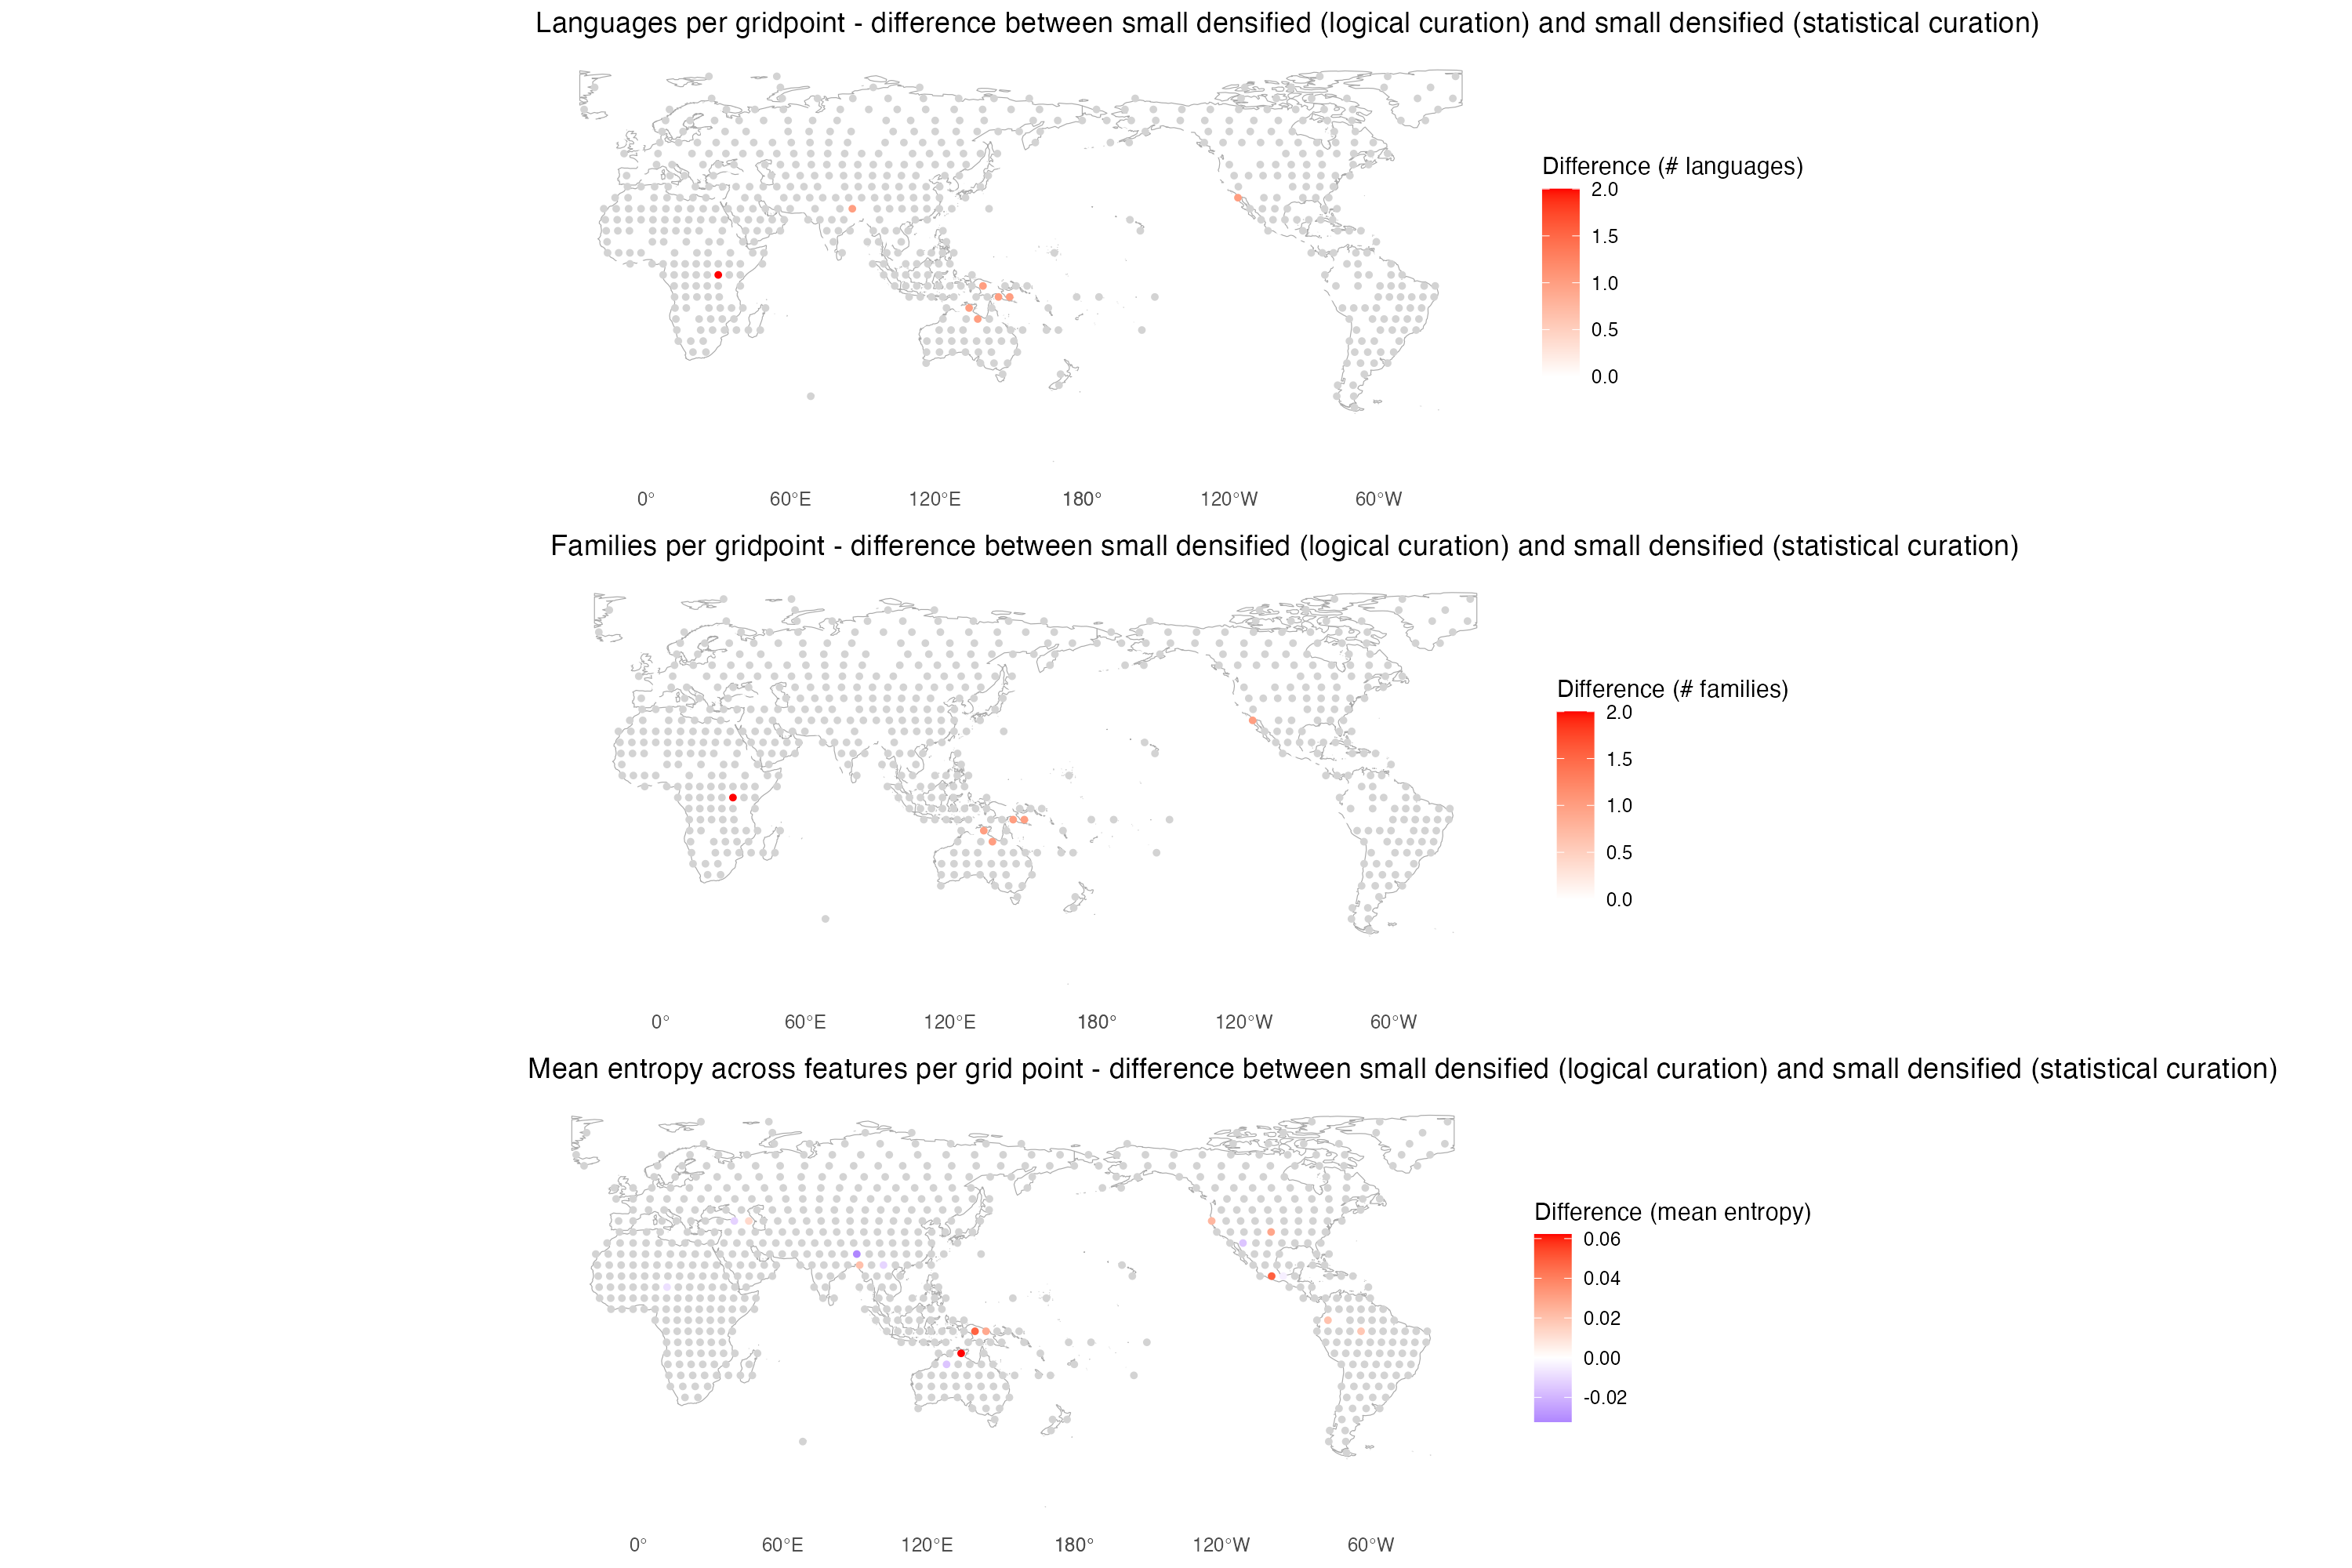 Languages per gridpoint - difference between small densified (logical curation) and small densified (statistical curation)
Difference (# languages)
2.0
1.5
1.0
0.5
0.0
0° 60°E 120°E 180° 120°W 60°W
Families per gridpoint - difference between small densified (logical curation) and small densified (statistical curation)
Difference (# families)
2.0
1.5
1.0
0.5
0.0
0° 60°E 120°E 180° 120°W 60°W
Mean entropy across features per grid point - difference between small densified (logical curation) and small densified (statistical curation)
Difference (mean entropy)
0.06
0.04
0.02
0.00
-0.02
0° 60°E 120°E 180° 120°W 60°W